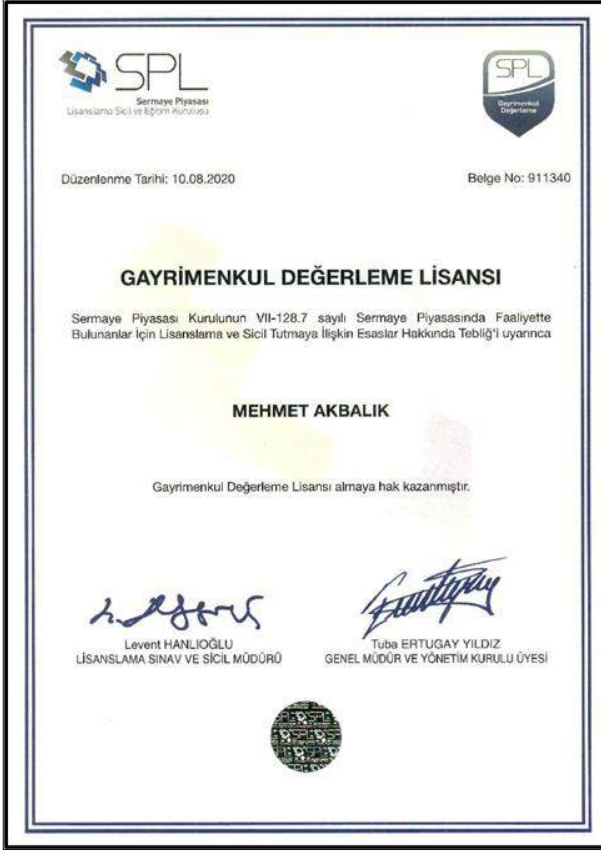 SPL
Sermaye Piyasası
Lisanslama Sicil ve Eğitim Kuruluşu
SPL
Gayrimenkul
Değerleme
Düzenlenme Tarihi: 10.08.2020
Belge No: 911340
GAYRİMENKUL DEĞERLEME LİSANSI
Sermaye Piyasası Kurulunun VII-128.7 sayılı Sermaye Piyasasında Faaliyette
Bulunanlar İçin Lisanslama ve Sicil Tutmaya İlişkin Esaslar Hakkında Tebliğ'i uyarınca
MEHMET AKBALIK
Gayrimenkul Değerleme Lisansı almaya hak kazanmıştır.
Levent HANLIOĞLU
LİSANSLAMA SINAV VE SİCİL MÜDÜRÜ
Tuba ERTUGAY YILDIZ
GENEL MÜDÜR VE YÖNETİM KURULU ÜYESİ